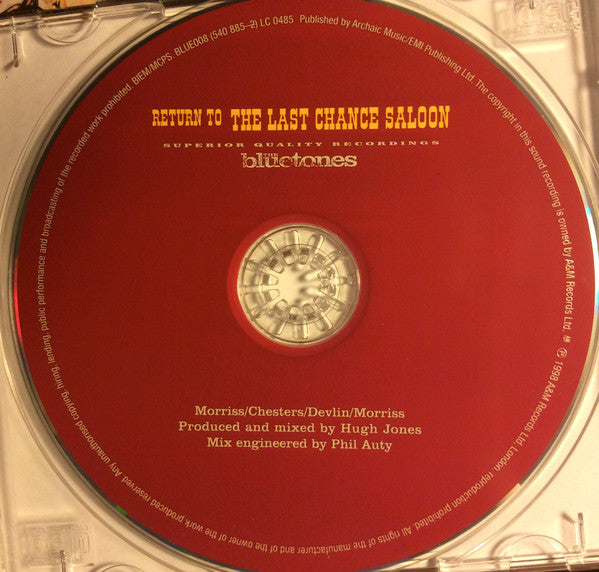 RETURN TO THE LAST CHANCE SALOON
SUPERIOR QUALITY RECORDINGS
THE
bluetones
Morriss/Chesters/Devlin/Morriss
Produced and mixed by Hugh Jones
Mix engineered by Phil Auty
Any unauthorised copying, hiring, lending, public performance and broadcasting of the recorded work prohibited. BIEM/MCPS. BLUE008 (540 885–2) LC 0485 Published by Archaic Music/EMI Publishing Ltd. The copyright in this sound recording is owned by A&M Records Ltd. ℗ © 1998 A&M Records Ltd. London. reproduction prohibited. All rights of the manufacturer and of the owner of the work produced reserved